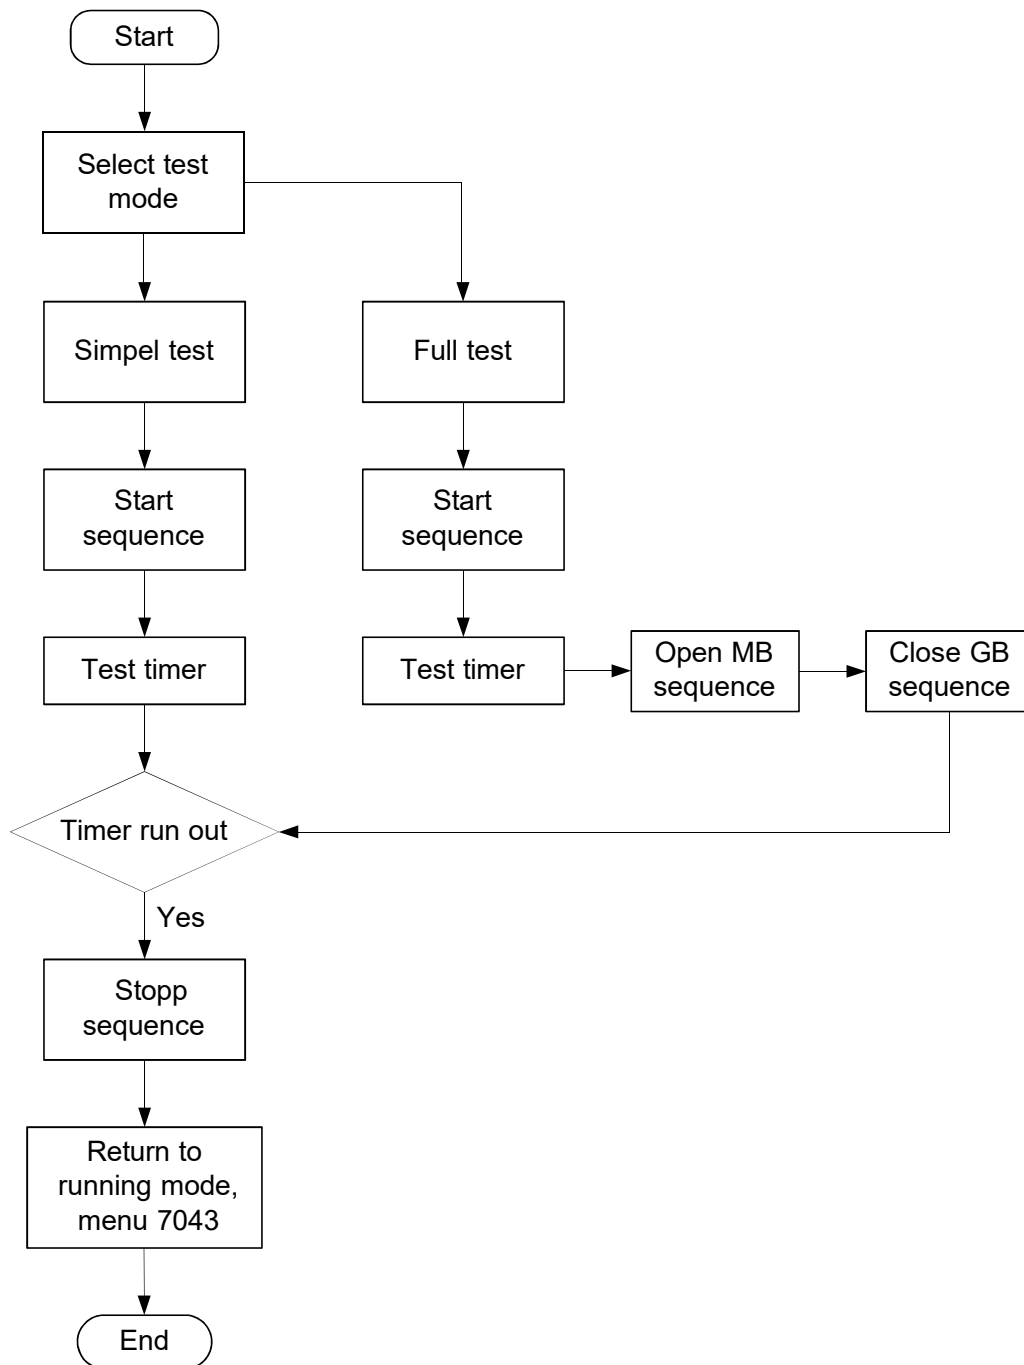 Start
Select test
mode
Simpel test
Full test
Start
sequence
Start
sequence
Test timer
Test timer
Open MB
sequence
Close GB
sequence
Timer run out
Yes
Stopp
sequence
Return to
running mode,
menu 7043
End